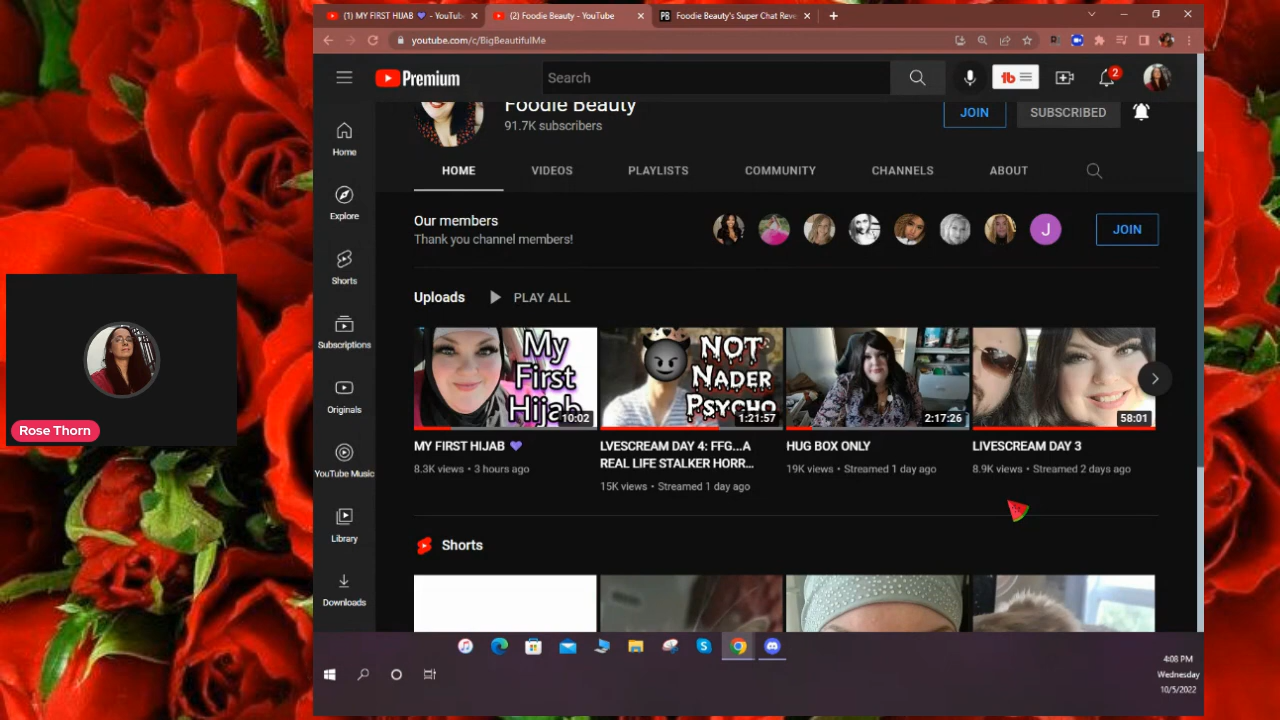 (1) MY FIRST HIJAB 💜 - YouTub
(2) Foodie Beauty - YouTube
PB Foodie Beauty's Super Chat Reve
youtube.com/c/BigBeautifulMe
Premium
Search
2
Foodie Beauty
91.7K subscribers
JOIN
SUBSCRIBED
HOME
VIDEOS
PLAYLISTS
COMMUNITY
CHANNELS
ABOUT
Home
Explore
Shorts
Subscriptions
Originals
YouTube Music
Library
Downloads
Our members
Thank you channel members!
J
JOIN
Uploads
PLAY ALL
My
First
Hijab
10:02
NOT
NADER
PSYCHO
1:21:57
2:17:26
58:01
MY FIRST HIJAB 💜
8.3K views • 3 hours ago
LVESCREAM DAY 4: FFG...A
REAL LIFE STALKER HORR...
15K views • Streamed 1 day ago
HUG BOX ONLY
19K views • Streamed 1 day ago
LIVESCREAM DAY 3
8.9K views • Streamed 2 days ago
Shorts
Rose Thorn
4:08 PM
Wednesday
10/5/2022